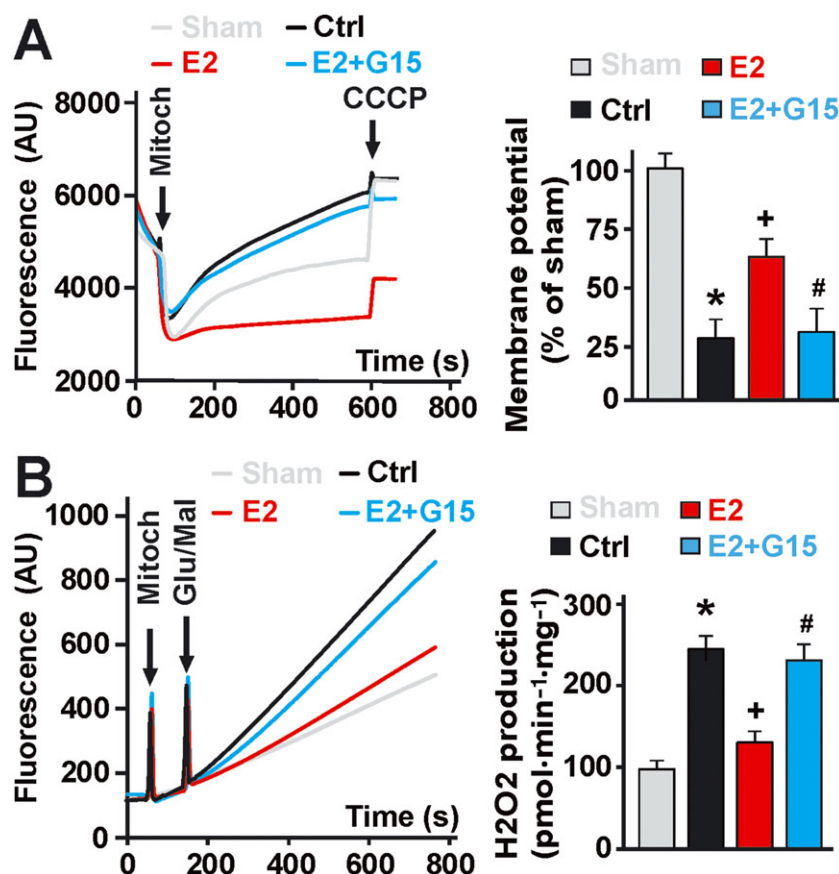 A
Sham Ctrl
E2 E2+G15
Fluorescence (AU)
8000
6000
4000
2000
Mitoch
CCCP
Time (s)
0 200 400 600 800
Sham E2
Ctrl E2+G15
Membrane potential
(% of sham)
100
75
50
25
0
* + #
B
Sham Ctrl
E2 E2+G15
Fluorescence (AU)
1000
800
600
400
200
0
Mitoch
Glu/Mal
Time (s)
0 200 400 600 800
Sham E2
Ctrl E2+G15
H2O2 production
(pmol·min⁻¹·mg⁻¹)
300
200
100
0
* + #